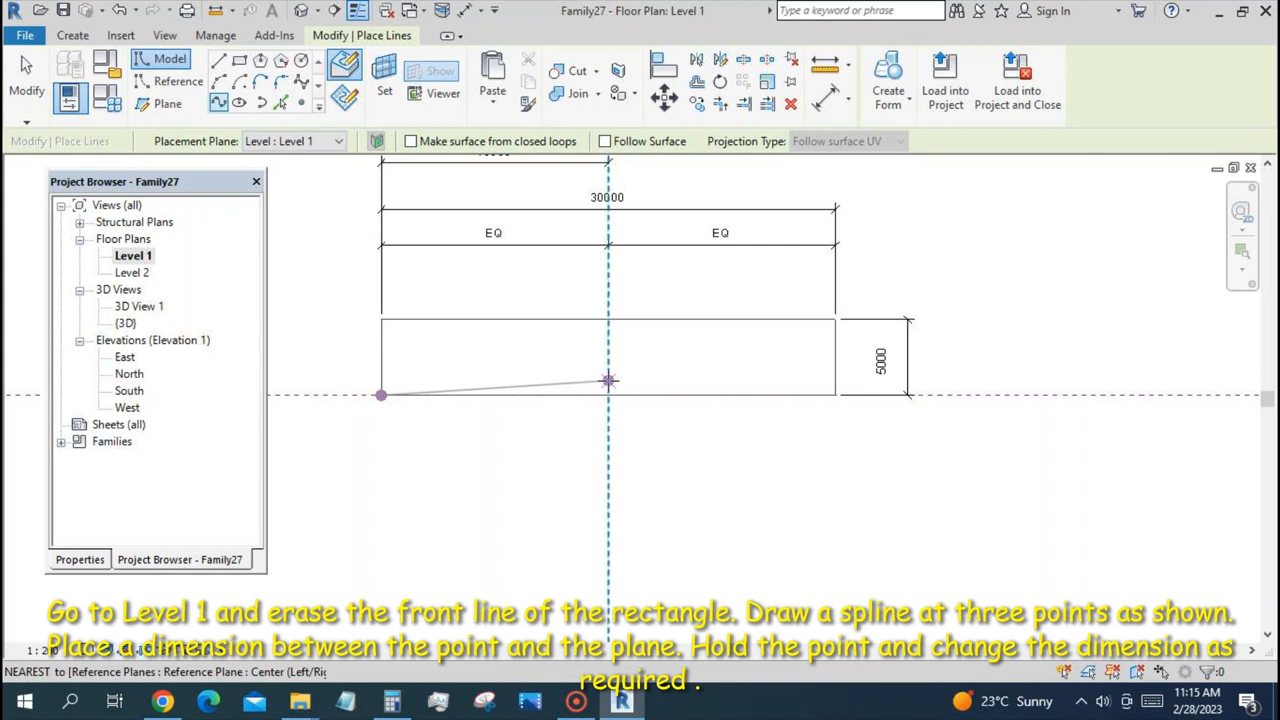 Family27 - Floor Plan: Level 1
Type a keyword or phrase
Sign In
File
Create
Insert
View
Manage
Add-Ins
Modify | Place Lines
Modify
Model
Reference
Plane
Set
Show
Viewer
Paste
Cut
Join
Create
Form
Load into
Project
Load into
Project and Close
Modify | Place Lines
Placement Plane:
Level : Level 1
Make surface from closed loops
Follow Surface
Projection Type:
Follow surface UV
Project Browser - Family27
Views (all)
Structural Plans
Floor Plans
Level 1
Level 2
3D Views
3D View 1
{3D}
Elevations (Elevation 1)
East
North
South
West
Sheets (all)
Families
Properties
Project Browser - Family27
30000
EQ
EQ
5000
2D
Go to Level 1 and erase the front line of the rectangle. Draw a spline at three points as shown.
Place a dimension between the point and the plane. Hold the point and change the dimension as
required .
NEAREST to [Reference Planes : Reference Plane : Center (Left/Rig
:0
23°C Sunny
11:15 AM
2/28/2023
3